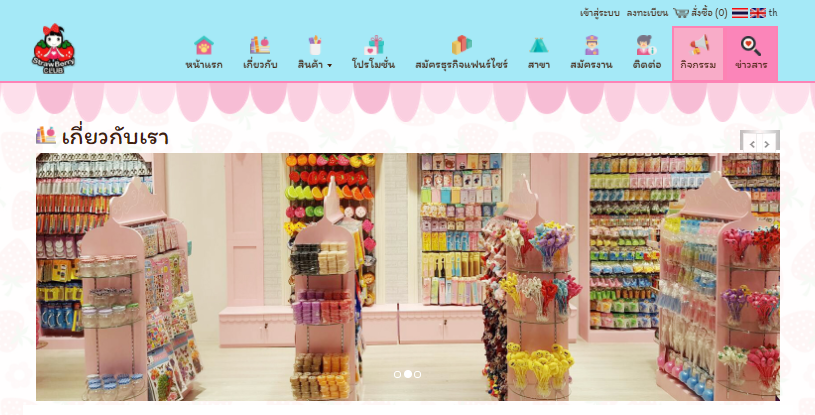 เข้าสู่ระบบ ลงทะเบียน สั่งซื้อ (0) th
StrawBerry
CLUB
หน้าแรก เกี่ยวกับ สินค้า โปรโมชั่น สมัครธุรกิจแฟรนไชร์ สาขา สมัครงาน ติดต่อ กิจกรรม ข่าวสาร
เกี่ยวกับเรา